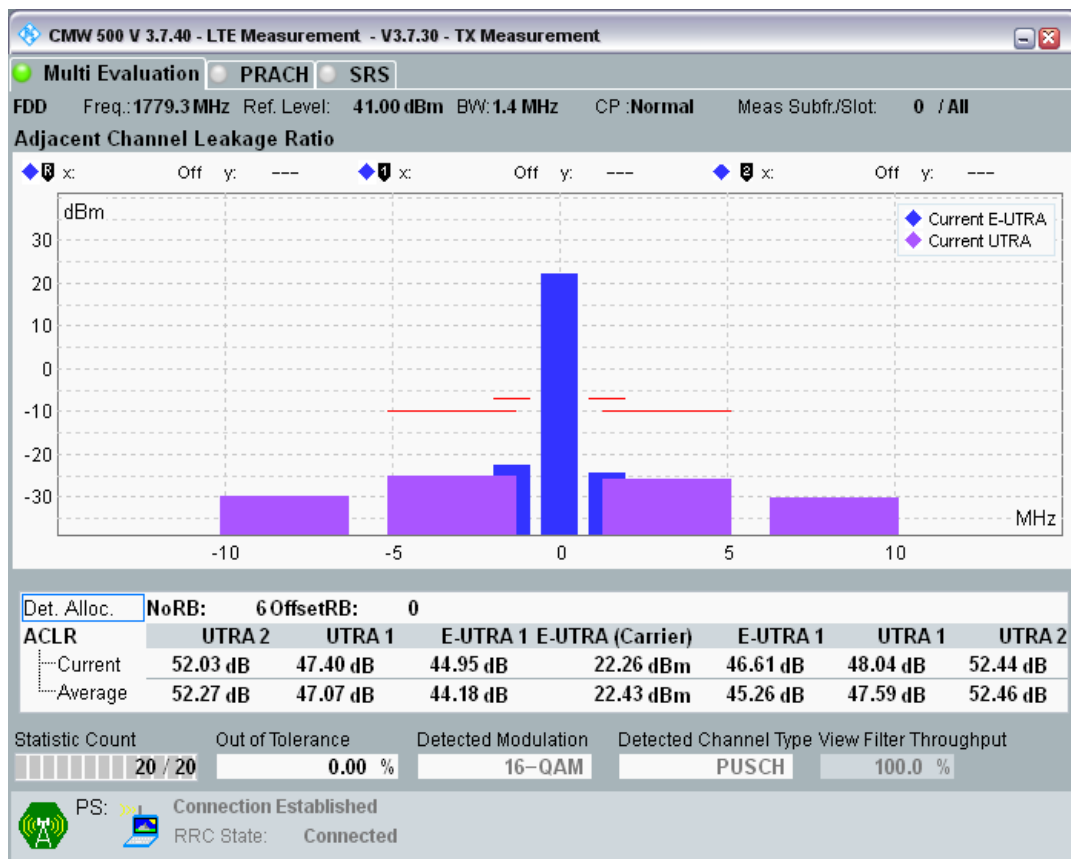 CMW 500 V 3.7.40 - LTE Measurement - V3.7.30 - TX Measurement
Multi Evaluation PRACH SRS
FDD Freq.: 1779.3 MHz Ref. Level: 41.00 dBm BW: 1.4 MHz CP :Normal Meas Subfr./Slot: 0 / All
Adjacent Channel Leakage Ratio
R x: Off y: --- 1 x: Off y: --- 2 x: Off y: ---
dBm
Current E-UTRA
Current UTRA
30
20
10
0
-10
-20
-30
MHz
-10 -5 0 5 10
Det. Alloc. NoRB: 6 OffsetRB: 0
ACLR UTRA 2 UTRA 1 E-UTRA 1 E-UTRA (Carrier) E-UTRA 1 UTRA 1 UTRA 2
Current 52.03 dB 47.40 dB 44.95 dB 22.26 dBm 46.61 dB 48.04 dB 52.44 dB
Average 52.27 dB 47.07 dB 44.18 dB 22.43 dBm 45.26 dB 47.59 dB 52.46 dB
Statistic Count Out of Tolerance Detected Modulation Detected Channel Type View Filter Throughput
20 / 20 0.00 % 16-QAM PUSCH 100.0 %
PS: Connection Established
RRC State: Connected